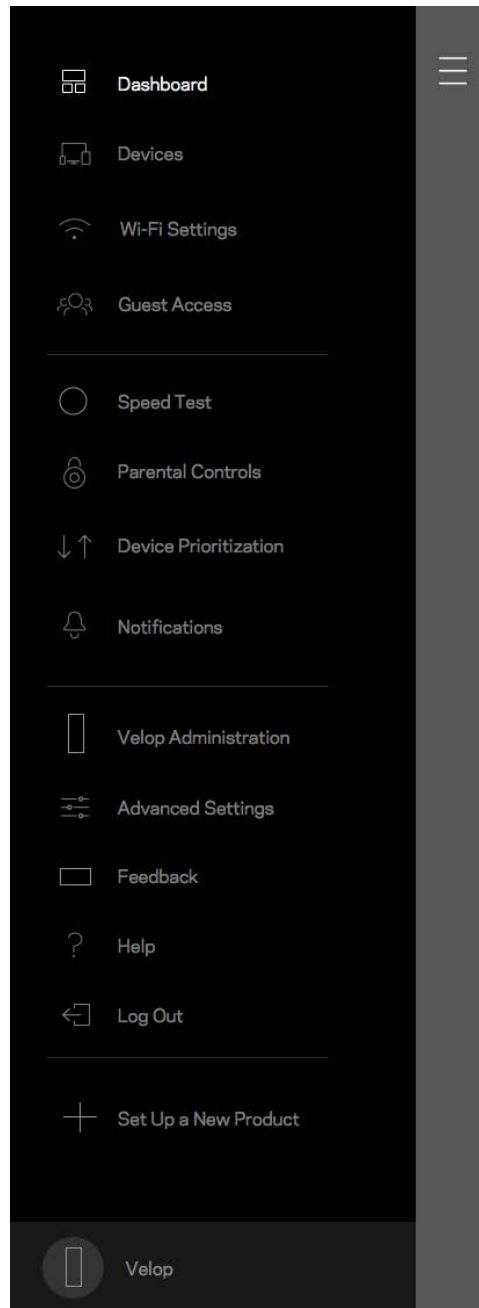 Dashboard
Devices
Wi-Fi Settings
Guest Access
Speed Test
Parental Controls
Device Prioritization
Notifications
Velop Administration
Advanced Settings
Feedback
? Help
Log Out
Set Up a New Product
Velop